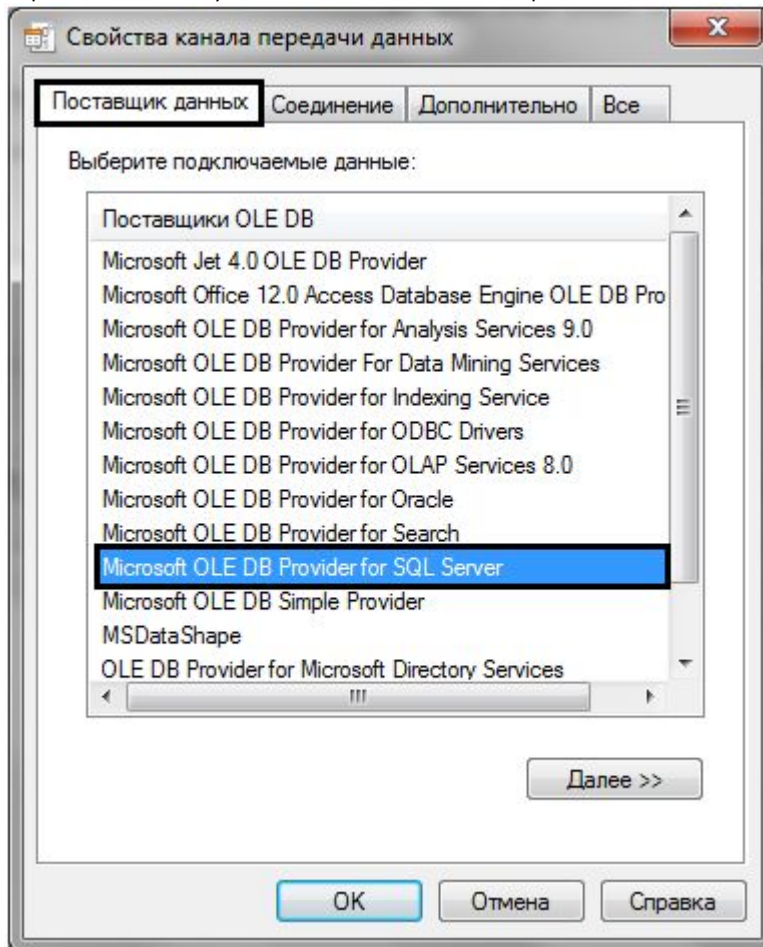 Свойства канала передачи данных
Поставщик данных Соединение Дополнительно Все
Выберите подключаемые данные:
Поставщики OLE DB
Microsoft Jet 4.0 OLE DB Provider
Microsoft Office 12.0 Access Database Engine OLE DB Pro
Microsoft OLE DB Provider for Analysis Services 9.0
Microsoft OLE DB Provider For Data Mining Services
Microsoft OLE DB Provider for Indexing Service
Microsoft OLE DB Provider for ODBC Drivers
Microsoft OLE DB Provider for OLAP Services 8.0
Microsoft OLE DB Provider for Oracle
Microsoft OLE DB Provider for Search
Microsoft OLE DB Provider for SQL Server
Microsoft OLE DB Simple Provider
MSDataShape
OLE DB Provider for Microsoft Directory Services
Далее >>
OK Отмена Справка